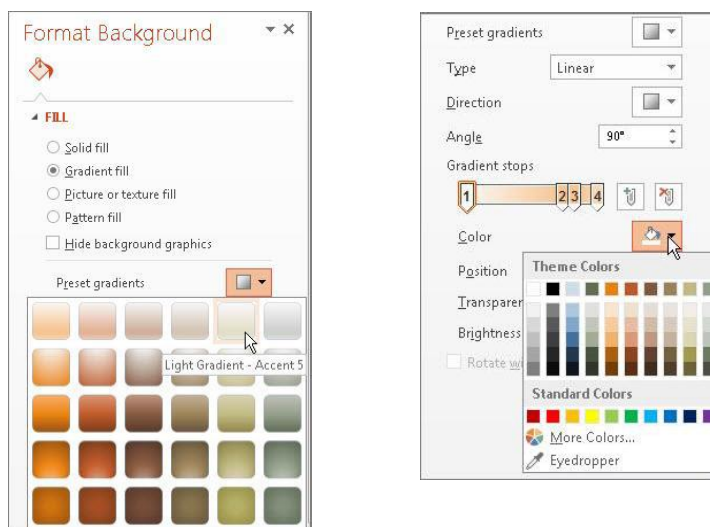 Format Background
FILL
Solid fill
Gradient fill
Picture or texture fill
Pattern fill
Hide background graphics
Preset gradients
Light Gradient - Accent 5
Preset gradients
Type Linear
Direction
Angle 90°
Gradient stops
1 2 3 4
Color
Position
Theme Colors
Brightness
Standard Colors
More Colors...
Eyedropper